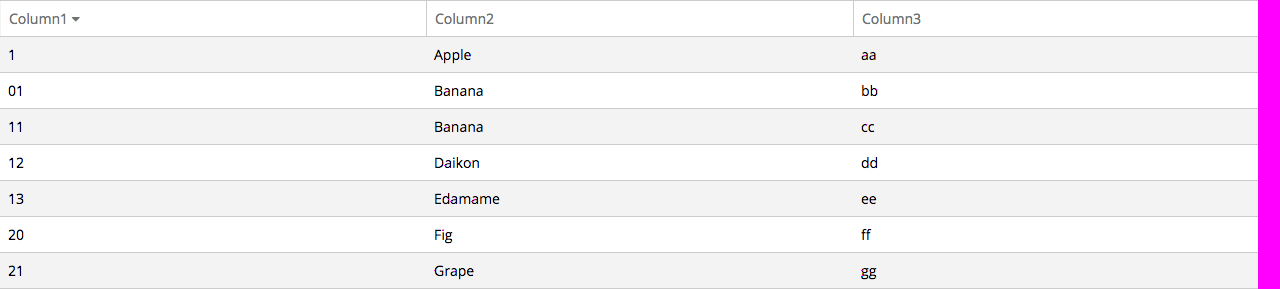 Column1 Column2 Column3
1 Apple aa
01 Banana bb
11 Banana cc
12 Daikon dd
13 Edamame ee
20 Fig ff
21 Grape gg